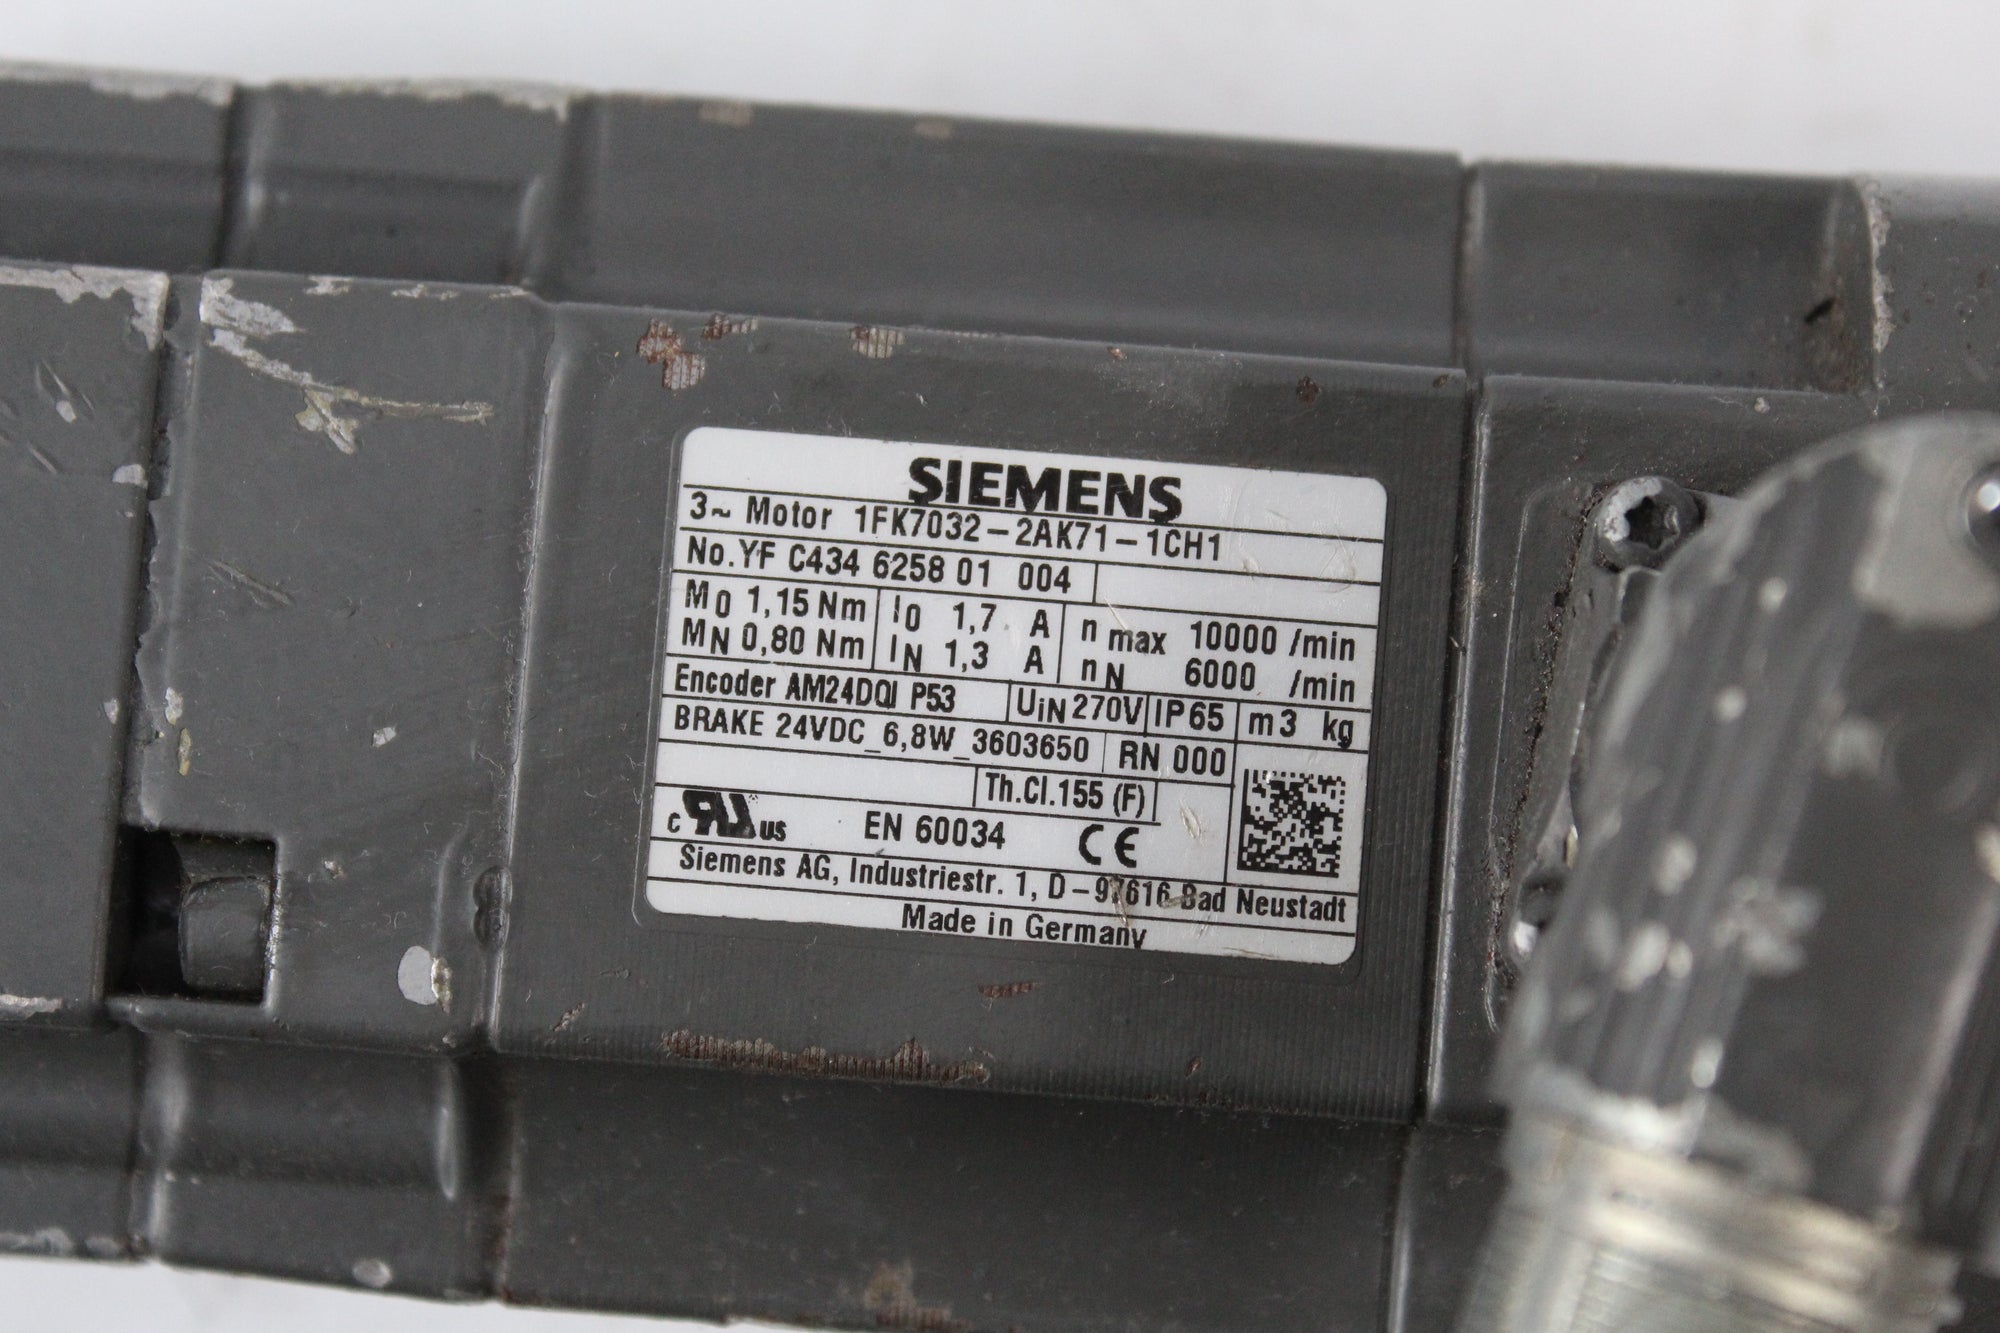 SIEMENS
3~ Motor 1FK7032-2AK71-1CH1
No.YF C434 6258 01 004
M0 1,15 Nm I0 1,7 A n max 10000 /min
MN 0,80 Nm IN 1,3 A nN 6000 /min
Encoder AM24DQI P53 UiN 270V IP65 m3 kg
BRAKE 24VDC_6,8W_3603650 RN 000
Th.Cl.155 (F)
c RU us EN 60034 CE
Siemens AG, Industriestr. 1, D-97616 Bad Neustadt
Made in Germany